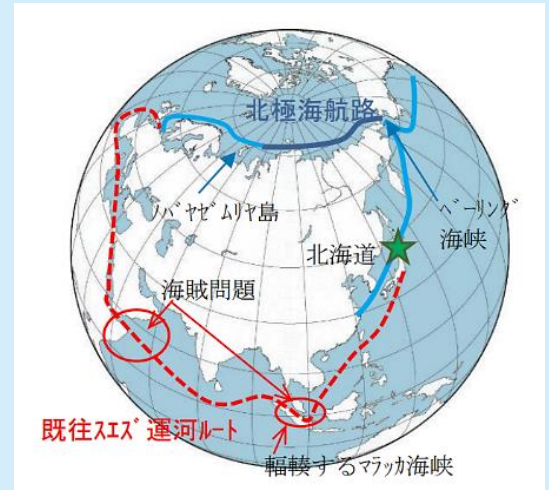 北極海航路
ﾉﾊﾞﾔｾﾞﾑﾘﾔ島
ﾍﾞｰﾘﾝｸﾞ
海峡
北海道
海賊問題
既往ｽｴｽﾞ運河ルート
輻輳するﾏﾗｯｶ海峡